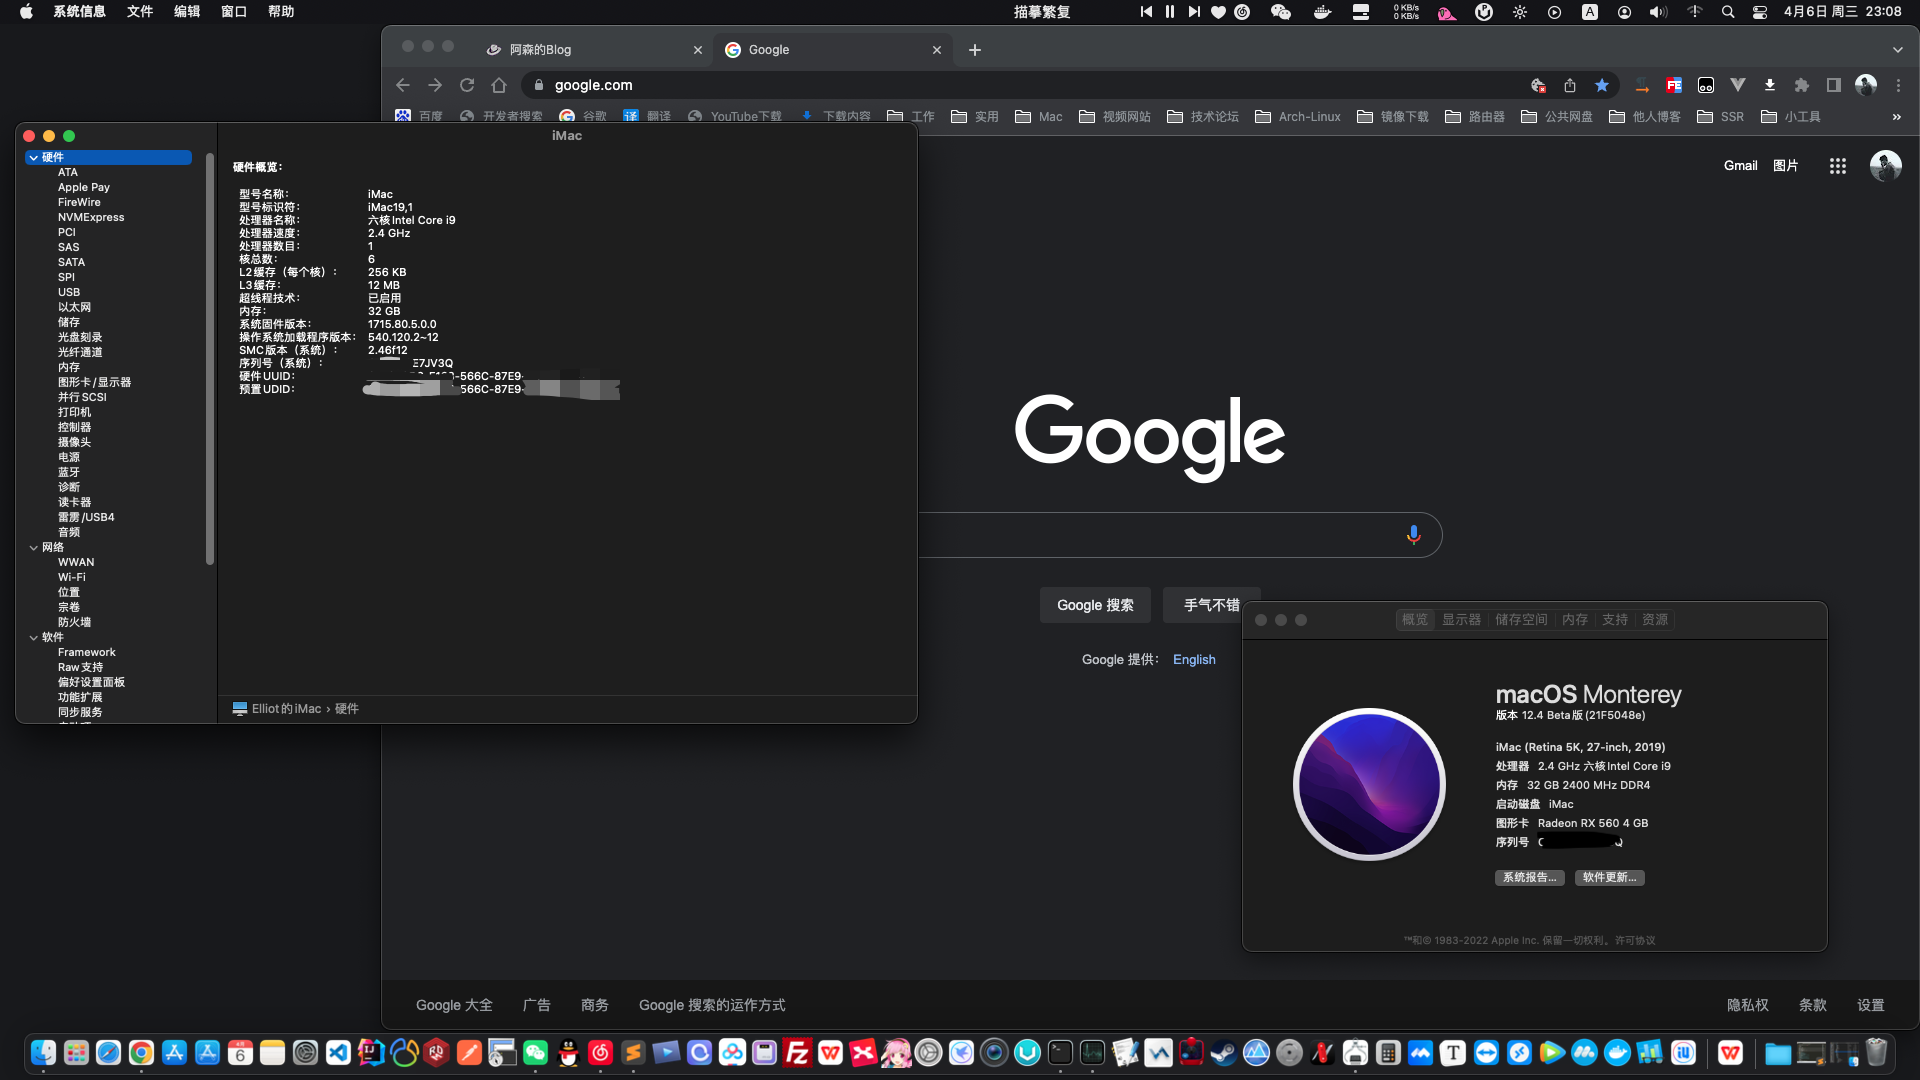 系统信息 文件 编辑 窗口 帮助
描摹繁复
0 KB/s
0 KB/s
A
4月6日 周三 23:08
阿森的Blog
Google
google.com
百度 开发者搜索 谷歌 翻译 YouTube下载 下载内容 工作 实用 Mac 视频网站 技术论坛 Arch-Linux 镜像下载 路由器 公共网盘 他人博客 SSR 小工具 »
Gmail 图片
iMac
硬件
ATA
Apple Pay
FireWire
NVMExpress
PCI
SAS
SATA
SPI
USB
以太网
储存
光盘刻录
光纤通道
内存
图形卡/显示器
并行SCSI
打印机
控制器
摄像头
电源
蓝牙
诊断
读卡器
雷雳/USB4
音频
网络
WWAN
Wi-Fi
位置
宗卷
防火墙
软件
Framework
Raw支持
偏好设置面板
功能扩展
同步服务
硬件概览：
型号名称： iMac
型号标识符： iMac19,1
处理器名称： 六核Intel Core i9
处理器速度： 2.4 GHz
处理器数目： 1
核总数： 6
L2缓存（每个核）： 256 KB
L3缓存： 12 MB
超线程技术： 已启用
内存： 32 GB
系统固件版本： 1715.80.5.0.0
操作系统加载程序版本： 540.120.2~12
SMC版本（系统）： 2.46f12
序列号（系统）： E7JV3Q
硬件UUID： -566C-87E9-
预置UDID： -566C-87E9-
Elliot的iMac › 硬件
Google
Google 搜索 手气不错
Google 提供： English
概览 显示器 储存空间 内存 支持 资源
macOS Monterey
版本 12.4 Beta版 (21F5048e)
iMac (Retina 5K, 27-inch, 2019)
处理器 2.4 GHz 六核Intel Core i9
内存 32 GB 2400 MHz DDR4
启动磁盘 iMac
图形卡 Radeon RX 560 4 GB
序列号 Q
系统报告... 软件更新...
™和© 1983-2022 Apple Inc. 保留一切权利。许可协议
Google 大全 广告 商务 Google 搜索的运作方式
隐私权 条款 设置